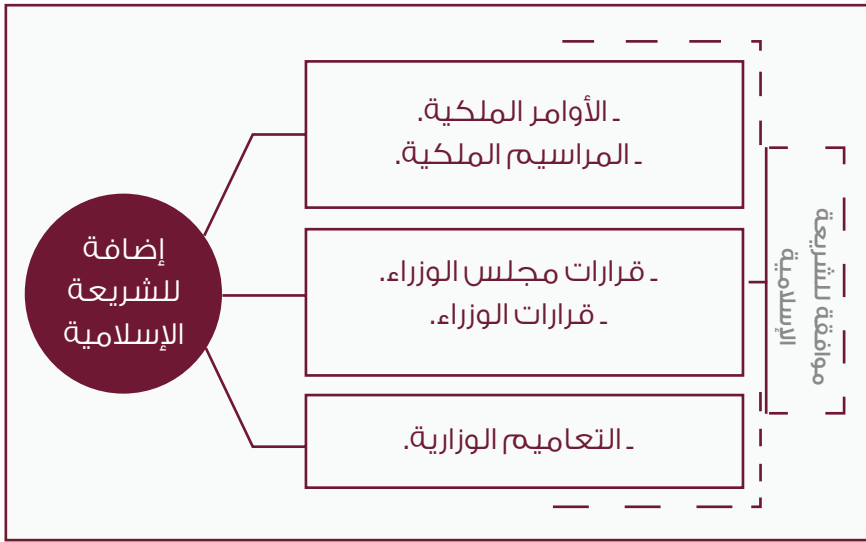 موافقة للشريعة
الإسلامية
ـ الأوامر الملكية.
ـ المراسيم الملكية.
ـ قرارات مجلس الوزراء.
ـ قرارات الوزراء.
ـ التعاميم الوزارية.
إضافة
للشريعة
الإسلامية